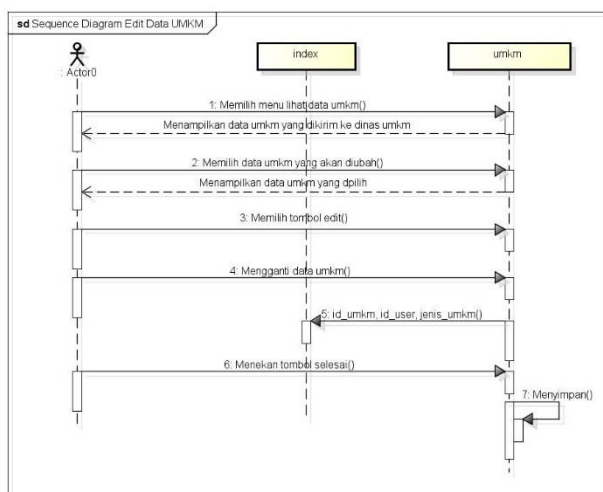 sd Sequence Diagram Edit Data UMKM
: Actor0
index
umkm
1: Memilih menu lihat data umkm()
Menampilkan data umkm yang dikirim ke dinas umkm
2: Memilih data umkm yang akan diubah()
Menampilkan data umkm yang dpilih
3: Memilih tombol edit()
4: Mengganti data umkm()
5: id_umkm, id_user, jenis_umkm()
6: Menekan tombol selesai()
7: Menyimpan()